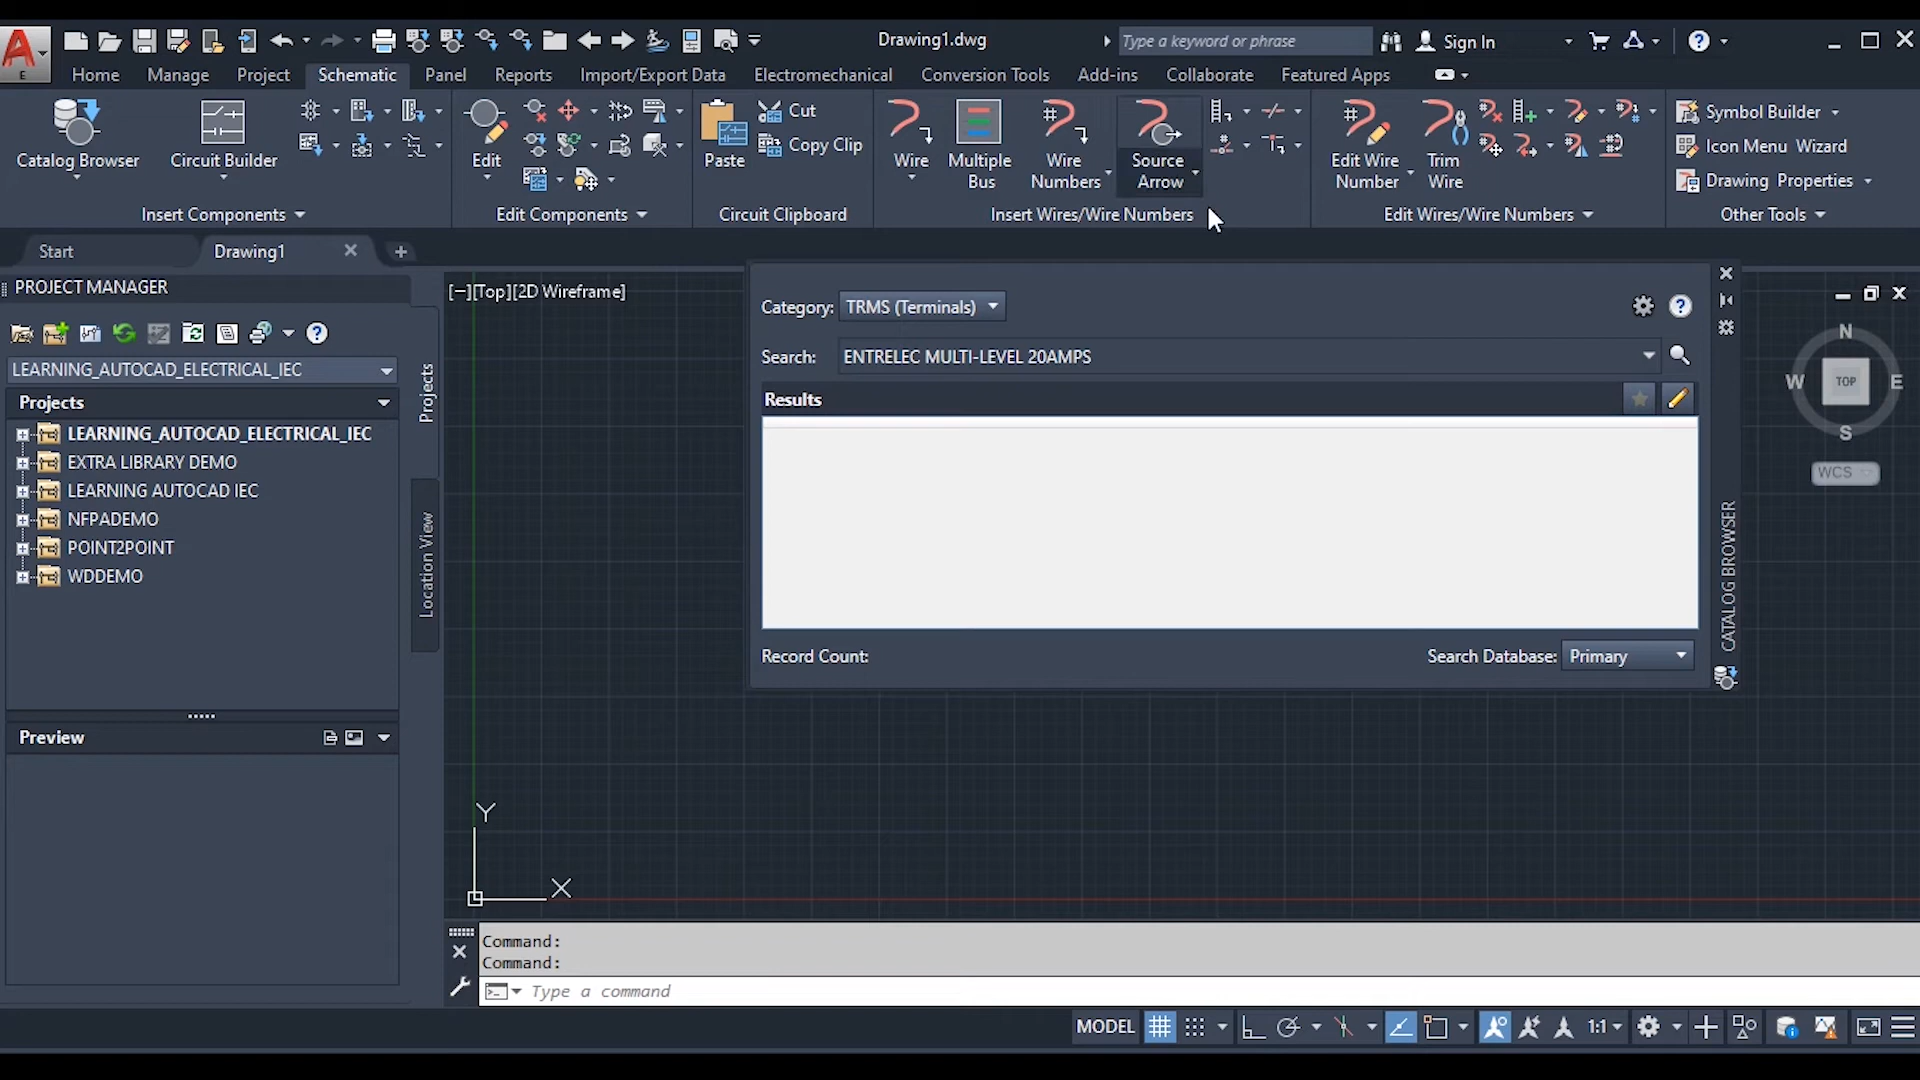 Drawing1.dwg
Type a keyword or phrase
Sign In
E
Home
Manage
Project
Schematic
Panel
Reports
Import/Export Data
Electromechanical
Conversion Tools
Add-ins
Collaborate
Featured Apps
Catalog Browser
Circuit Builder
Insert Components
Edit
Edit Components
Paste
Cut
Copy Clip
Circuit Clipboard
Wire
Multiple
Bus
Wire
Numbers
Source
Arrow
Insert Wires/Wire Numbers
Edit Wire
Number
Trim
Wire
Edit Wires/Wire Numbers
Symbol Builder
Icon Menu Wizard
Drawing Properties
Other Tools
Start
Drawing1
PROJECT MANAGER
LEARNING_AUTOCAD_ELECTRICAL_IEC
Projects
LEARNING_AUTOCAD_ELECTRICAL_IEC
EXTRA LIBRARY DEMO
LEARNING AUTOCAD IEC
NFPADEMO
POINT2POINT
WDDEMO
Preview
Projects
Location View
[−][Top][2D Wireframe]
Category:
TRMS (Terminals)
Search:
ENTRELEC MULTI-LEVEL 20AMPS
Results
Record Count:
Search Database:
Primary
CATALOG BROWSER
N
W
TOP
E
S
WCS
Y
X
Command:
Command:
Type a command
MODEL
1:1